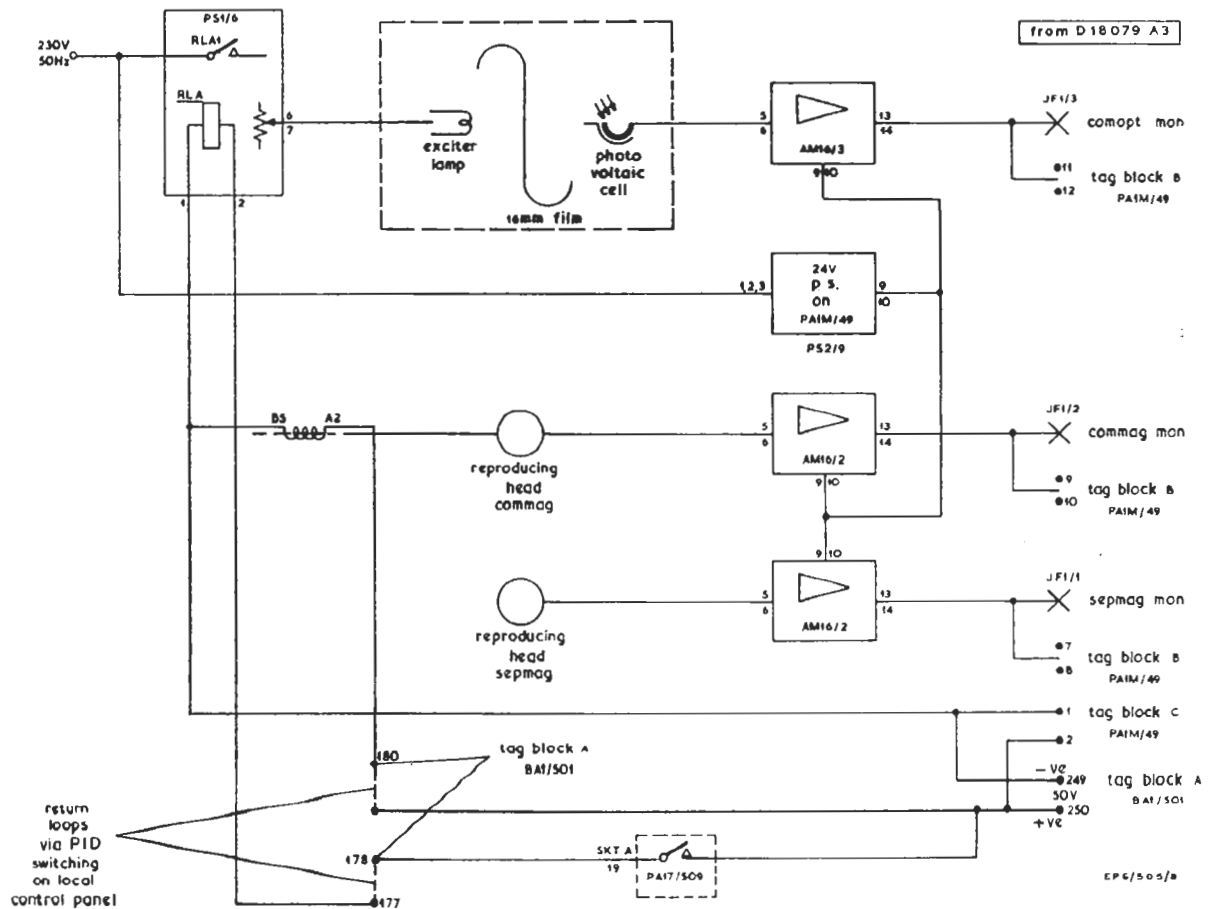 PS1/6
from D18079 A3
230V
50Hz
RLA1
RLA
6
7
1
2
exciter
lamp
16mm film
photo
voltaic
cell
5
6
AM16/3
13
14
9
10
JF1/3
comopt mon
11
12
tag block B
PA1M/49
1,2,3
24V
p.s.
on
PA1M/49
9
10
PS2/9
B5
A2
reproducing
head
commag
5
6
AM16/2
13
14
9
10
JF1/2
commag mon
9
10
tag block B
PA1M/49
9
10
reproducing
head
sepmag
5
6
AM16/2
13
14
JF1/1
sepmag mon
7
8
tag block B
PA1M/49
1
tag block C
PA1M/49
2
180
tag block A
BA1/501
-ve
249
50V
250
+ve
tag block A
BA1/501
return
loops
via PID
switching
on local
control panel
178
SKT A
19
PA17/509
177
EP6/505/8